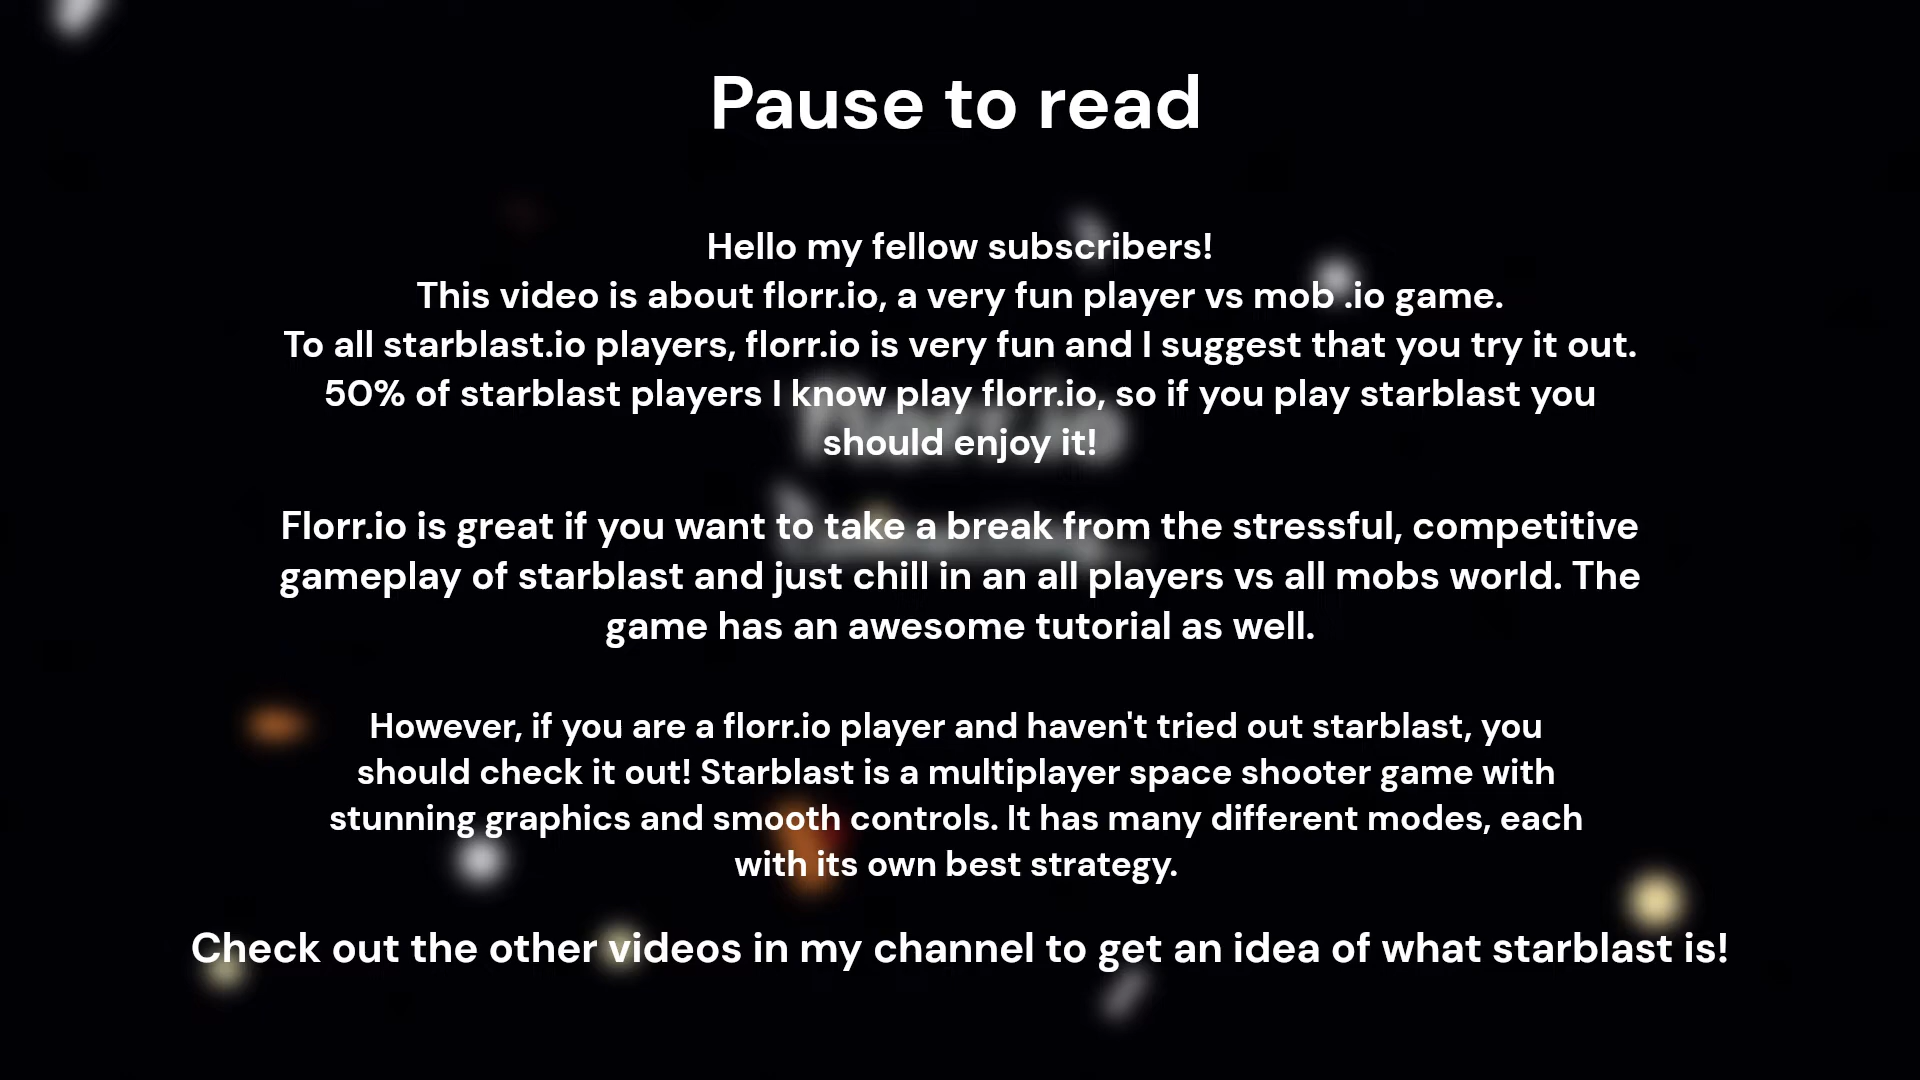 Pause to read
Hello my fellow subscribers!
This video is about florr.io, a very fun player vs mob .io game.
To all starblast.io players, florr.io is very fun and I suggest that you try it out.
50% of starblast players I know play florr.io, so if you play starblast you
should enjoy it!
Florr.io is great if you want to take a break from the stressful, competitive
gameplay of starblast and just chill in an all players vs all mobs world. The
game has an awesome tutorial as well.
However, if you are a florr.io player and haven't tried out starblast, you
should check it out! Starblast is a multiplayer space shooter game with
stunning graphics and smooth controls. It has many different modes, each
with its own best strategy.
Check out the other videos in my channel to get an idea of what starblast is!